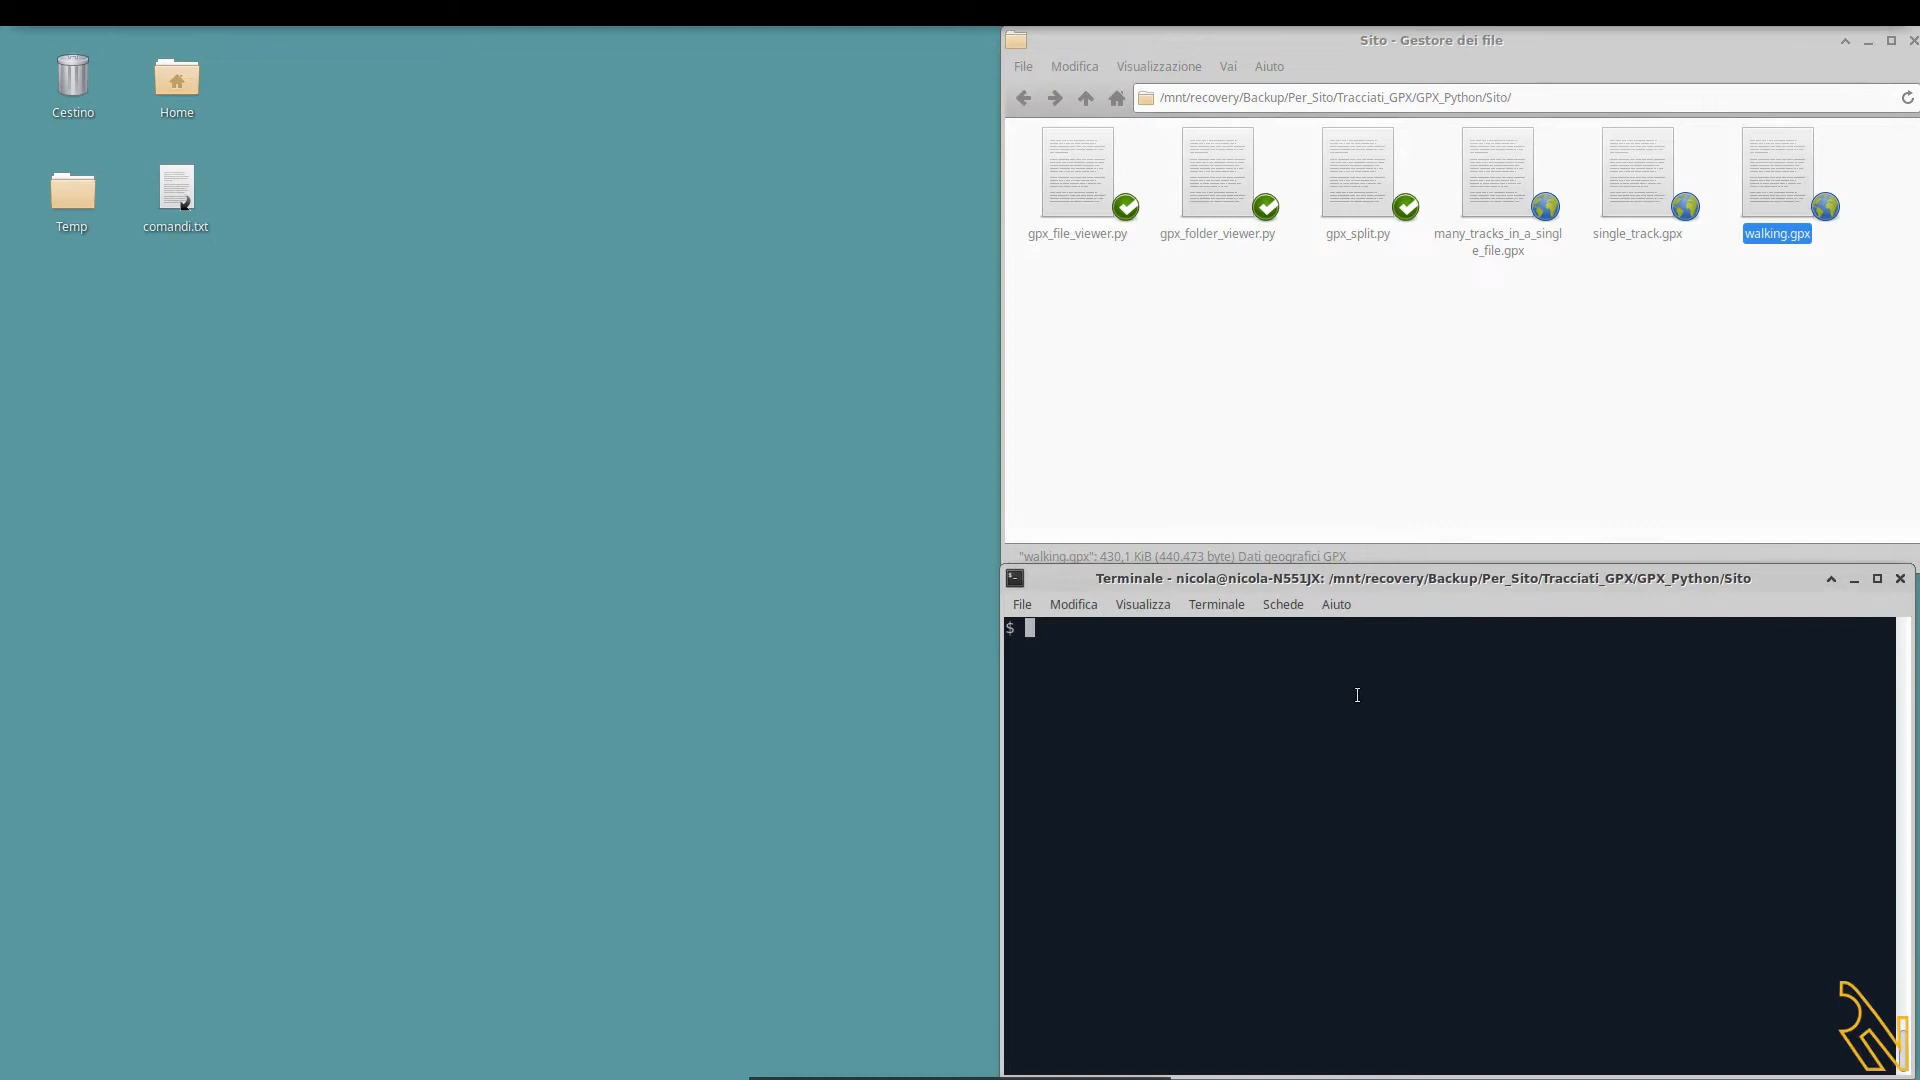 Cestino
Home
Temp
comandi.txt
Sito - Gestore dei file
File Modifica Visualizzazione Vai Aiuto
/mnt/recovery/Backup/Per_Sito/Tracciati_GPX/GPX_Python/Sito/
gpx_file_viewer.py
gpx_folder_viewer.py
gpx_split.py
many_tracks_in_a_singl
e_file.gpx
single_track.gpx
walking.gpx
"walking.gpx": 430,1 KiB (440.473 byte) Dati geografici GPX
Terminale - nicola@nicola-N551JX: /mnt/recovery/Backup/Per_Sito/Tracciati_GPX/GPX_Python/Sito
File Modifica Visualizza Terminale Schede Aiuto
$